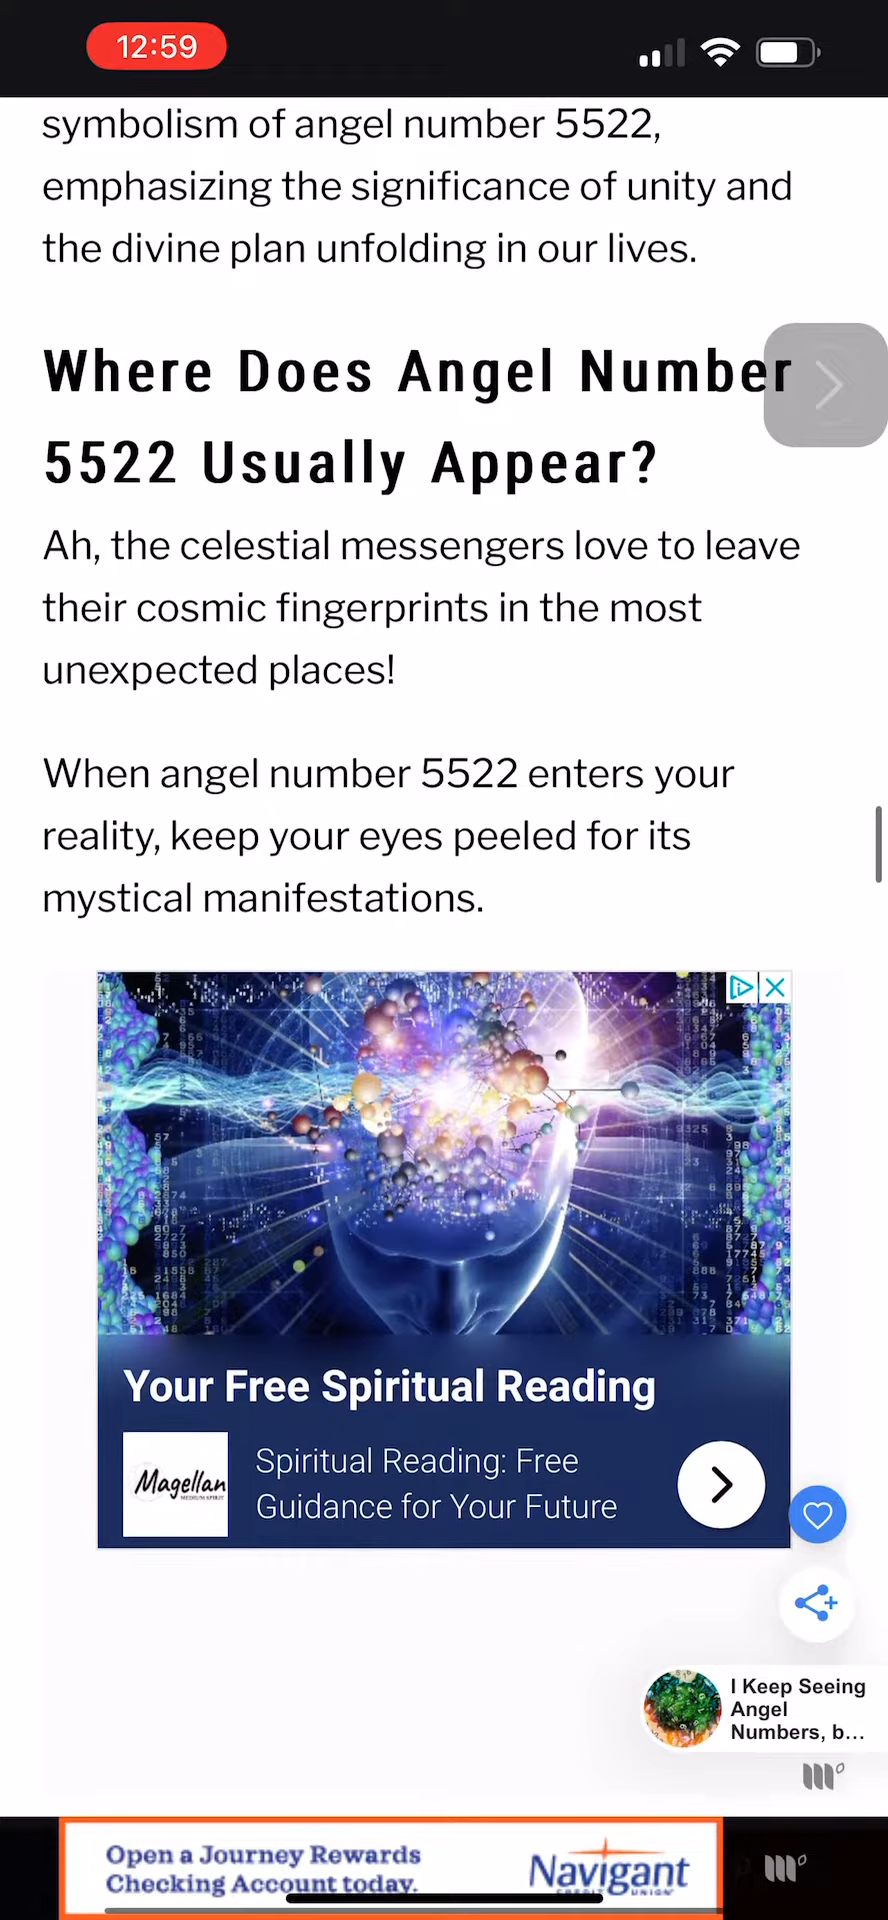 12:59
symbolism of angel number 5522,
emphasizing the significance of unity and
the divine plan unfolding in our lives.
Where Does Angel Number
5522 Usually Appear?
Ah, the celestial messengers love to leave
their cosmic fingerprints in the most
unexpected places!
When angel number 5522 enters your
reality, keep your eyes peeled for its
mystical manifestations.
Your Free Spiritual Reading
Magellan
MEDIUM SPIRIT
Spiritual Reading: Free
Guidance for Your Future
I Keep Seeing
Angel
Numbers, b...
Open a Journey Rewards
Checking Account today.
Navigant
CREDIT UNION